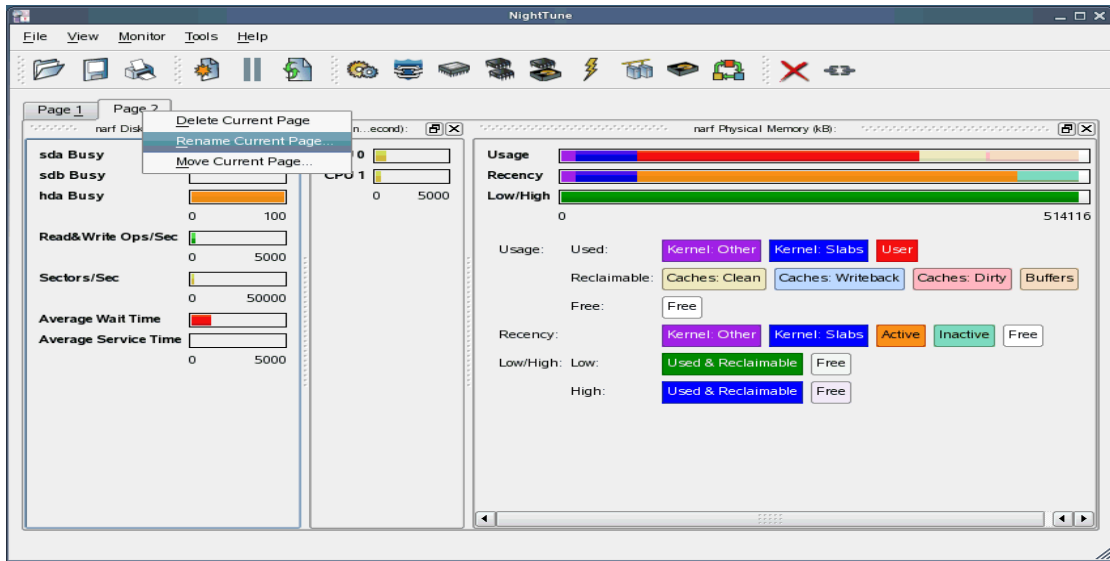 NightTune
File View Monitor Tools Help
Page 1 Page 2
Delete Current Page
Rename Current Page...
Move Current Page...
narf Disk
n...econd):
narf Physical Memory (kB):
sda Busy
sdb Busy
hda Busy
0 100
Read&Write Ops/Sec
0 5000
Sectors/Sec
0 50000
Average Wait Time
Average Service Time
0 5000
0
CPU 1
0 5000
Usage
Recency
Low/High
0 514116
Usage: Used: Kernel: Other Kernel: Slabs User
Reclaimable: Caches: Clean Caches: Writeback Caches: Dirty Buffers
Free: Free
Recency: Kernel: Other Kernel: Slabs Active Inactive Free
Low/High: Low: Used & Reclaimable Free
High: Used & Reclaimable Free